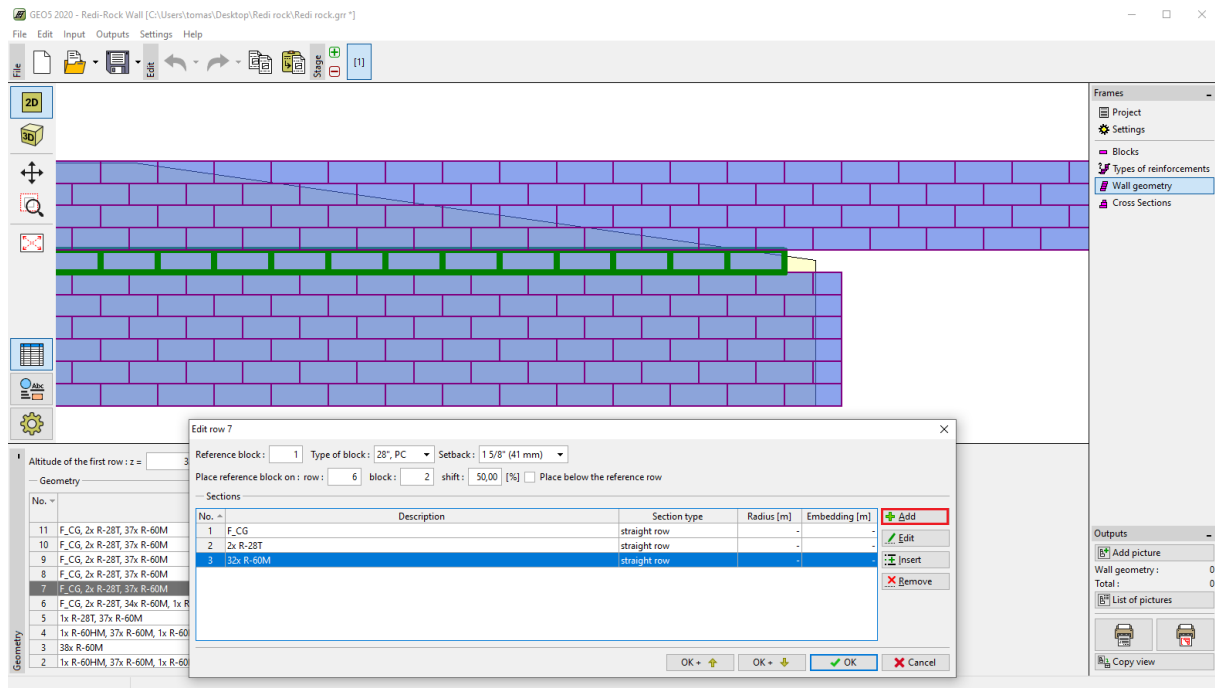 GEO5 2020 - Redi-Rock Wall [C:\Users\tomas\Desktop\Redi rock\Redi rock.grr *]
File Edit Input Outputs Settings Help
File
Edit
Stage
[1]
2D
3D
Abc
Frames
Project
Settings
Blocks
Types of reinforcements
Wall geometry
Cross Sections
Geometry
Altitude of the first row : z = 3
Geometry
No.
11 F_CG, 2x R-28T, 37x R-60M
10 F_CG, 2x R-28T, 37x R-60M
9 F_CG, 2x R-28T, 37x R-60M
8 F_CG, 2x R-28T, 37x R-60M
7 F_CG, 2x R-28T, 37x R-60M
6 F_CG, 2x R-28T, 34x R-60M, 1x R
5 1x R-28T, 37x R-60M
4 1x R-60HM, 37x R-60M, 1x R-60
3 38x R-60M
2 1x R-60HM, 37x R-60M, 1x R-60
Edit row 7
Reference block : 1 Type of block : 28", PC Setback : 1 5/8" (41 mm)
Place reference block on : row : 6 block : 2 shift : 50,00 [%] Place below the reference row
Sections
No. Description Section type Radius [m] Embedding [m]
1 F_CG straight row - -
2 2x R-28T straight row - -
3 32x R-60M straight row - -
Add
Edit
Insert
Remove
OK + OK + OK Cancel
Outputs
Add picture
Wall geometry : 0
Total : 0
List of pictures
Copy view